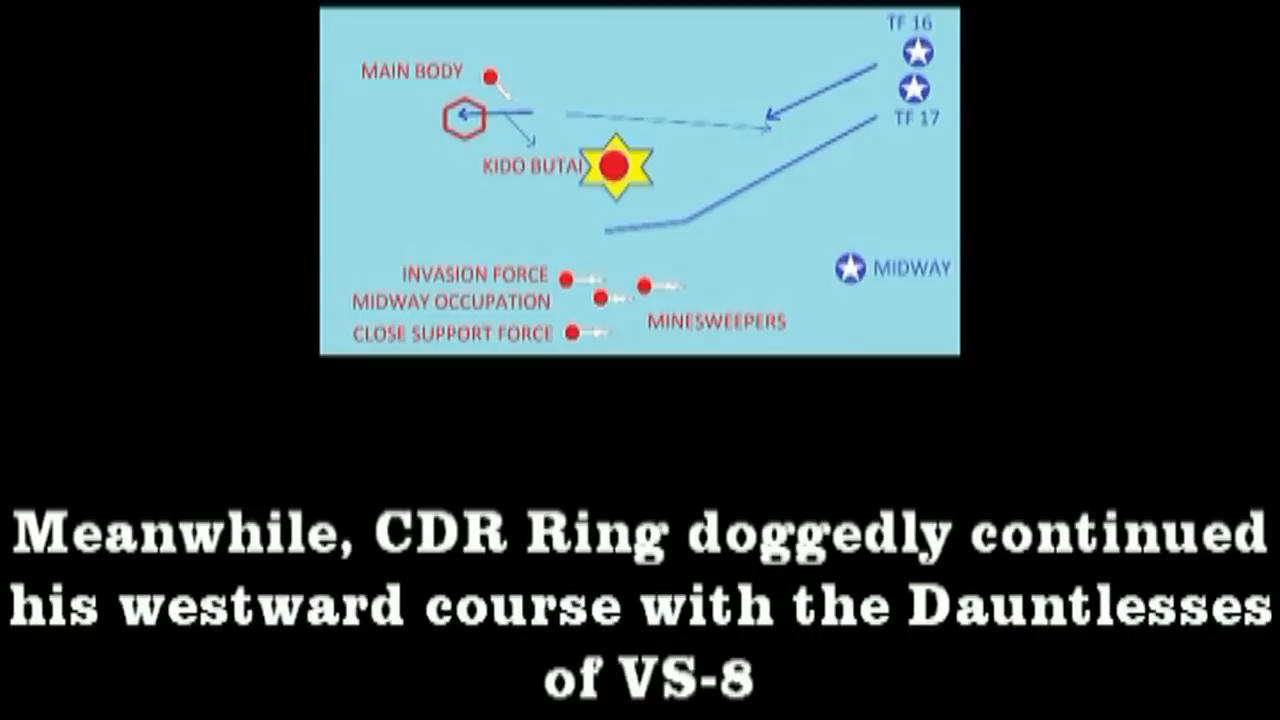 TF 16
MAIN BODY
TF 17
KIDO BUTAI
MIDWAY
INVASION FORCE
MIDWAY OCCUPATION
MINESWEEPERS
CLOSE SUPPORT FORCE
Meanwhile, CDR Ring doggedly continued
his westward course with the Dauntlesses
of VS-8